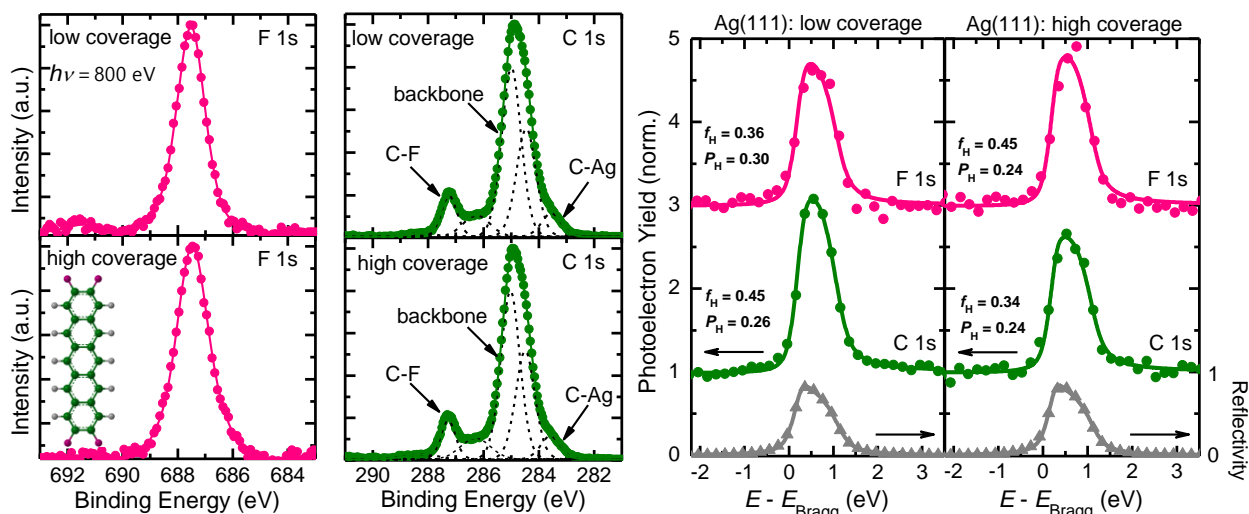 low coverage
F 1s
hν = 800 eV
Intensity (a.u.)
high coverage
F 1s
Intensity (a.u.)
692
690
688
686
684
Binding Energy (eV)
low coverage
C 1s
backbone
C-F
C-Ag
high coverage
C 1s
backbone
C-F
C-Ag
290
288
286
284
282
Binding Energy (eV)
Ag(111): low coverage
Ag(111): high coverage
Photoelectron Yield (norm.)
5
4
3
2
1
0
fH = 0.36
PH = 0.30
F 1s
fH = 0.45
PH = 0.26
C 1s
fH = 0.45
PH = 0.24
F 1s
fH = 0.34
PH = 0.24
C 1s
1
0
Reflectivity
-2
-1
0
1
2
E - EBragg (eV)
-2
-1
0
1
2
3
E - EBragg (eV)